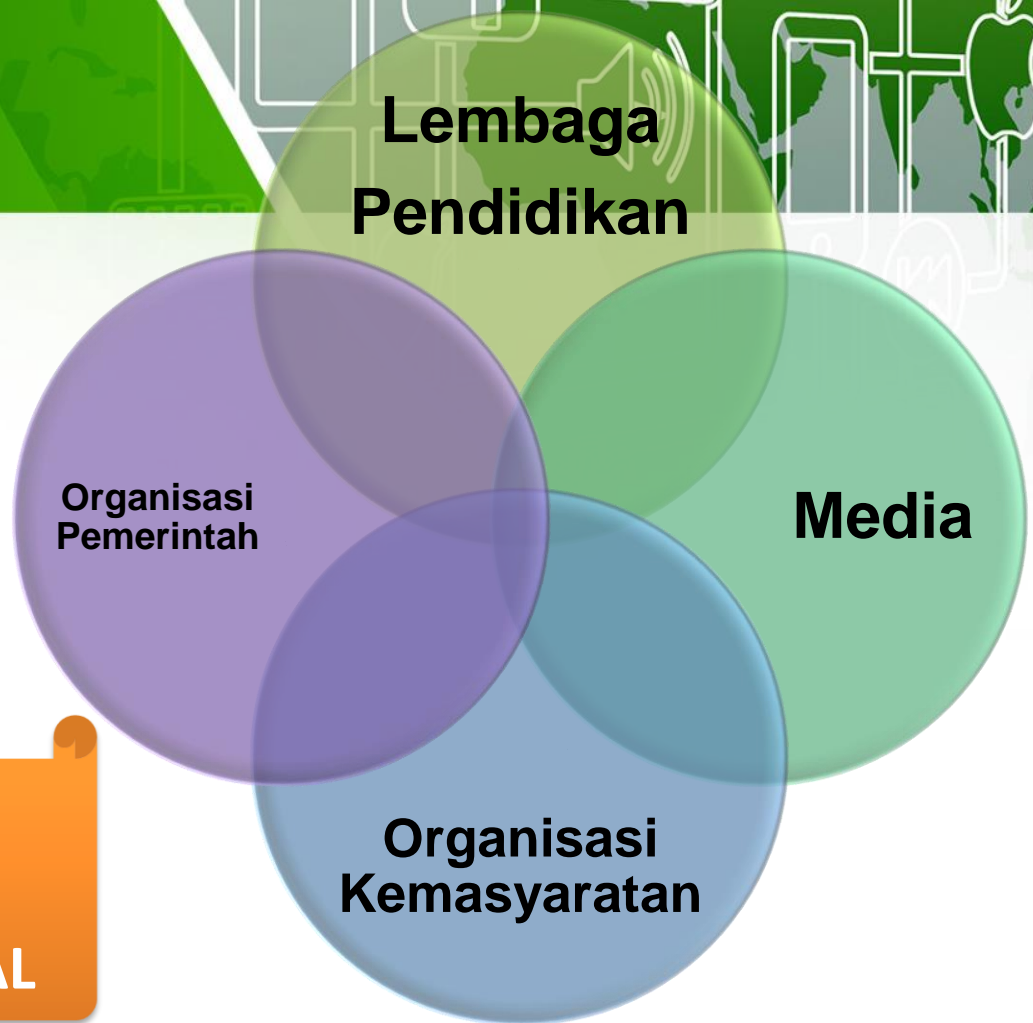 Lembaga
Pendidikan
Organisasi
Pemerintah
Media
Organisasi
Kemasyaratan
AL